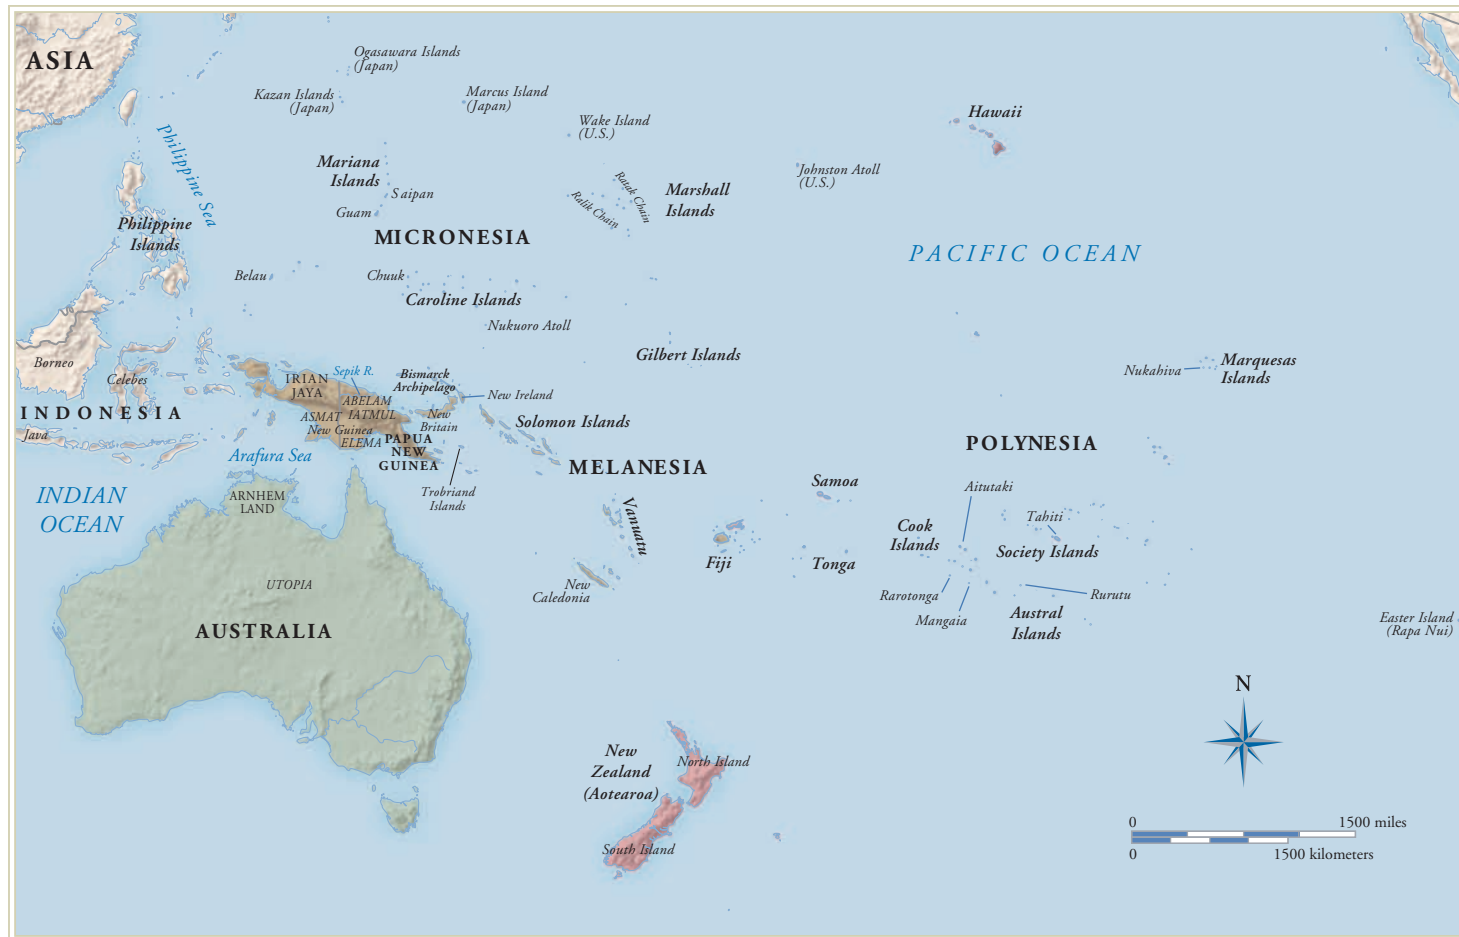 ASIA
Ogasawara Islands
(Japan)
Kazan Islands
(Japan)
Marcus Island
(Japan)
Wake Island
(U.S.)
Hawaii
Philippine Sea
Mariana
Islands
Saipan
Guam
Ratak Chain
Ralik Chain
Marshall
Islands
Johnston Atoll
(U.S.)
Philippine
Islands
MICRONESIA
PACIFIC OCEAN
Belau
Chuuk
Caroline Islands
Nukuoro Atoll
Gilbert Islands
Borneo
Celebes
IRIAN
JAYA
Sepik R.
Bismarck
Archipelago
New Ireland
Nukahiva
Marquesas
Islands
INDONESIA
Java
ABELAM
ASMAT
IATMUL
New Guinea
ELEMA
PAPUA
NEW
GUINEA
New
Britain
Solomon Islands
Arafura Sea
MELANESIA
POLYNESIA
INDIAN
OCEAN
ARNHEM
LAND
Trobriand
Islands
Vanuatu
Samoa
Aitutaki
Cook
Islands
Tahiti
Society Islands
Fiji
Tonga
New
Caledonia
UTOPIA
Rarotonga
Mangaia
Rurutu
Austral
Islands
Easter Island
(Rapa Nui)
AUSTRALIA
N
New
Zealand
(Aotearoa)
North Island
South Island
0 1500 miles
0 1500 kilometers